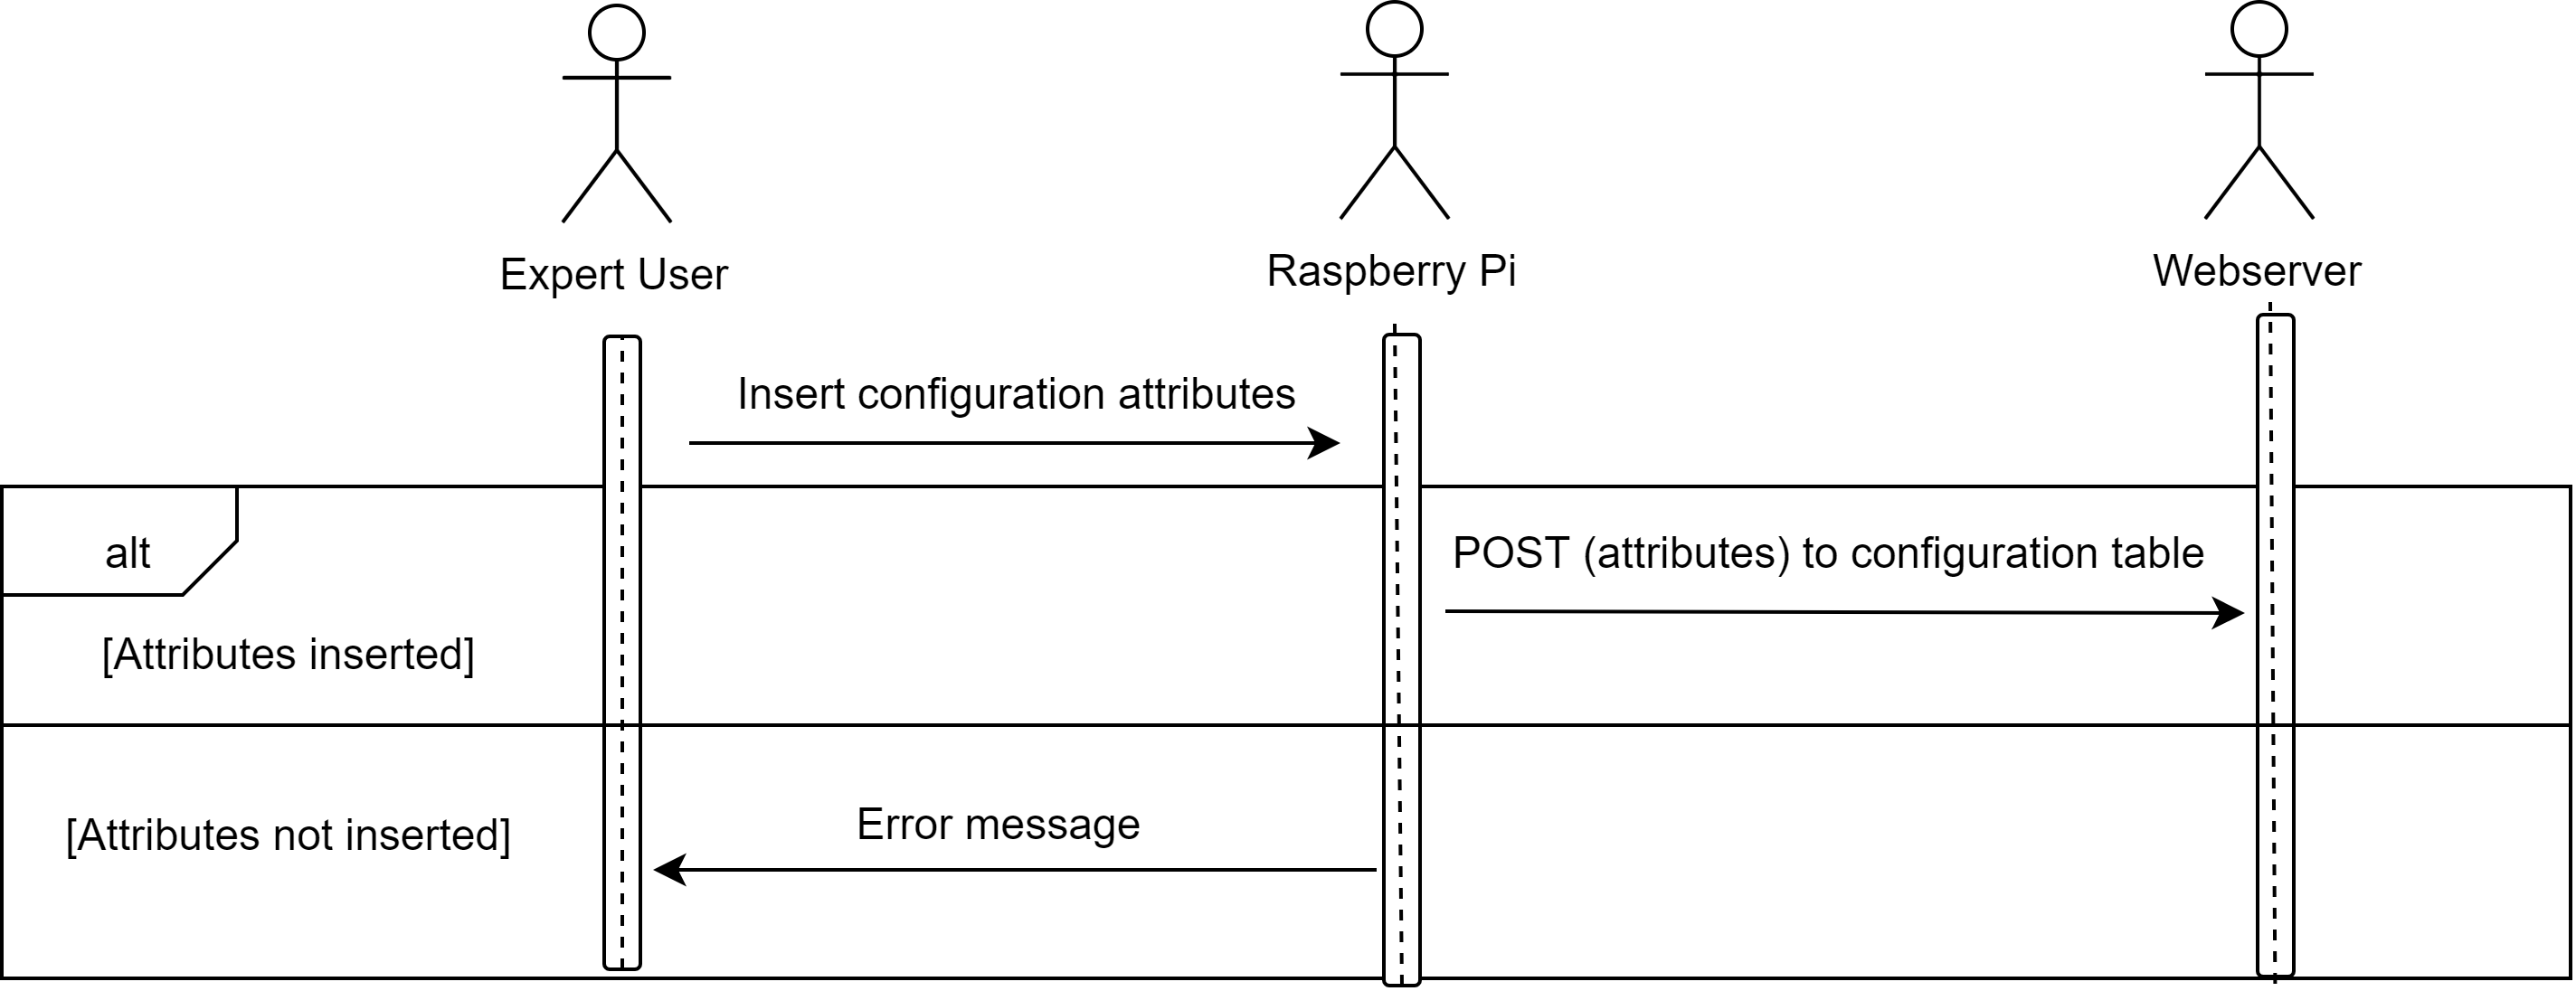 Expert User
Raspberry Pi
Webserver
Insert configuration attributes
alt
POST (attributes) to configuration table
[Attributes inserted]
Error message
[Attributes not inserted]